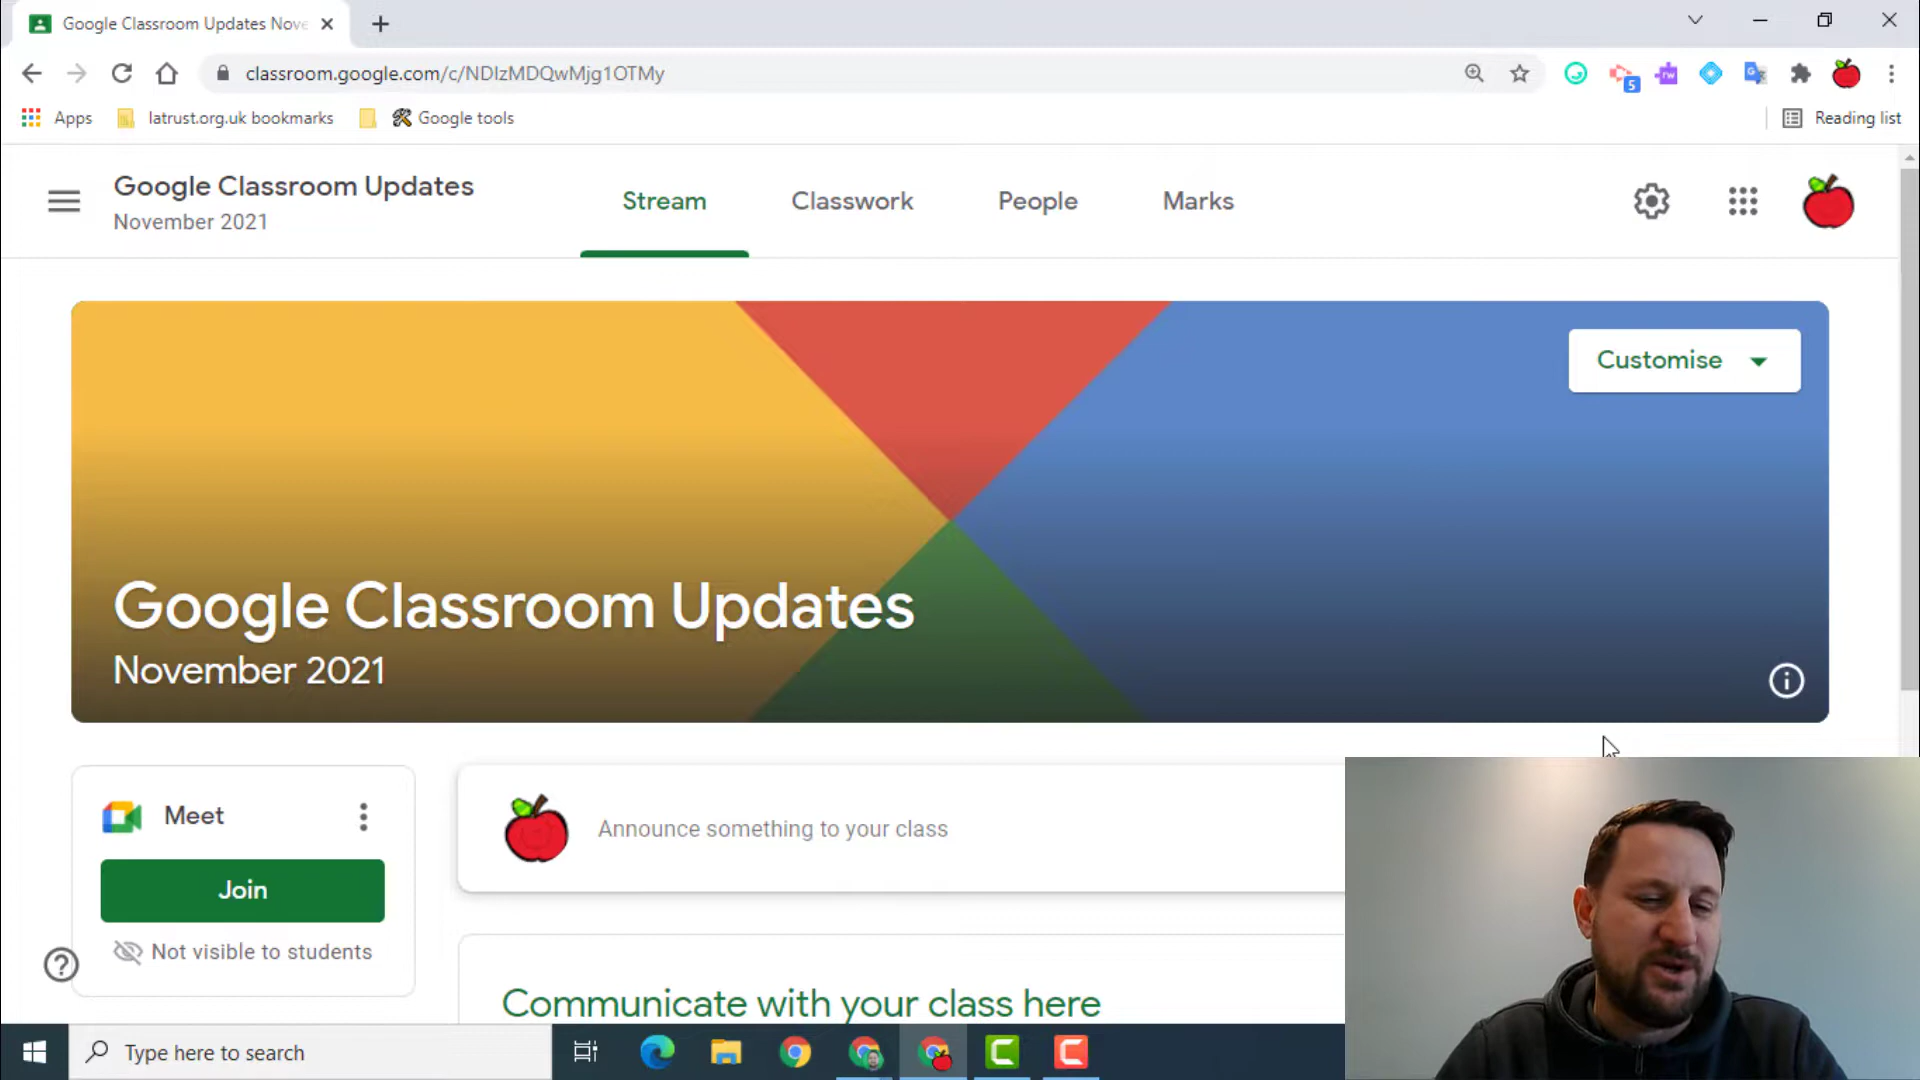 Google Classroom Updates Nove
classroom.google.com/c/NDIzMDQwMjg1OTMy
5
rw
Apps
latrust.org.uk bookmarks
Google tools
Reading list
Google Classroom Updates
November 2021
Stream
Classwork
People
Marks
Customise
Google Classroom Updates
November 2021
Meet
Join
Not visible to students
Announce something to your class
Communicate with your class here
Type here to search